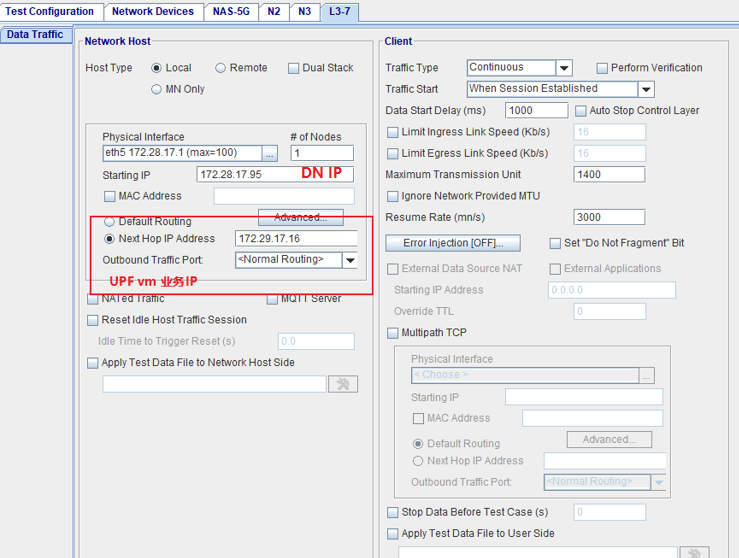 Test Configuration Network Devices NAS-5G N2 N3 L3-7
Data Traffic
Network Host
Host Type Local Remote Dual Stack
MN Only
Physical Interface # of Nodes
eth5 172.28.17.1 (max=100) ... 1
Starting IP 172.28.17.95 DN IP
MAC Address
Default Routing Advanced...
Next Hop IP Address 172.29.17.16
Outbound Traffic Port: <Normal Routing>
UPF vm 业务IP
NATed Traffic MQTT Server
Reset Idle Host Traffic Session
Idle Time to Trigger Reset (s) 0.0
Apply Test Data File to Network Host Side
Client
Traffic Type Continuous Perform Verification
Traffic Start When Session Established
Data Start Delay (ms) 1000 Auto Stop Control Layer
Limit Ingress Link Speed (Kb/s) 16
Limit Egress Link Speed (Kb/s) 16
Maximum Transmission Unit 1400
Ignore Network Provided MTU
Resume Rate (mn/s) 3000
Error Injection [OFF]... Set "Do Not Fragment" Bit
External Data Source NAT External Applications
Starting IP Address 0.0.0.0
Override TTL 0
Multipath TCP
Physical Interface
< Choose > ...
Starting IP
MAC Address
Default Routing Advanced...
Next Hop IP Address
Outbound Traffic Port: <Normal Routing>
Stop Data Before Test Case (s) 0
Apply Test Data File to User Side